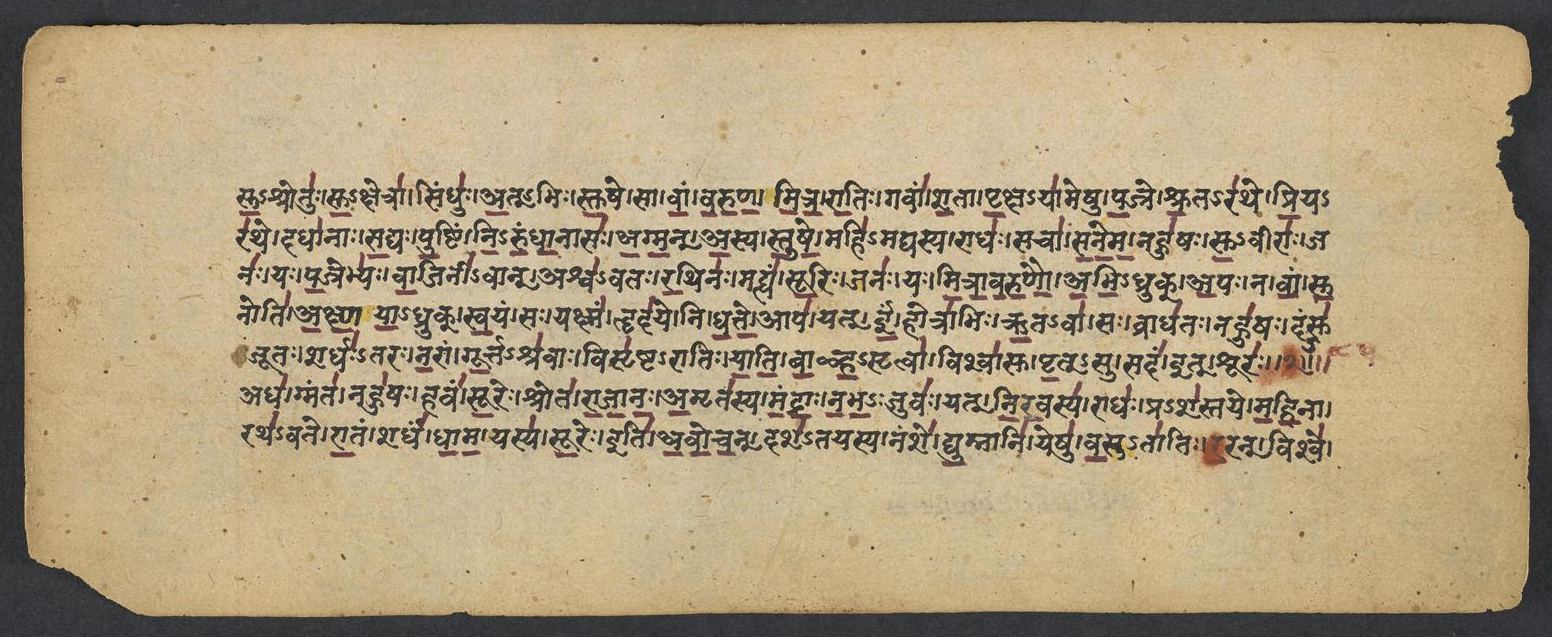 सुऽश्रोतुः।सुऽक्षेत्रा।सिंधुः।अत्ऽभिः।स्तुषे।सा।वां।वरुण।मित्र।रातिः।गवां।शता।पृक्षऽयामेषु।पज्रे।श्रुतऽरथे।प्रियऽ
रथे।दधानाः।सद्यः।पुष्टिं।निऽरुंधानासः।अग्मन्।अस्य।स्तुषे।महिऽमघस्य।राधः।सचा।सनेम।नहुषः।सुऽवीराः।ज
नः।यः।पज्रेभ्यः।वाजिनीऽवान्।अश्वऽवतः।रथिनः।मह्यं।सूरिः।जनः।यः।मित्रावरुणौ।अभिऽध्रुक्।अपः।न।वां।सु
नोति।अक्ष्णयाऽध्रुक्।स्वयं।सः।यक्ष्मं।हृदये।नि।धत्ते।आप।यत्।ईं।होत्राभिः।ऋतऽवा।सः।व्राधतः।नहुषः।दंसु
जूतः।शर्धःऽतरः।नरां।गूर्तऽश्रवाः।विसृष्टऽरातिः।याति।बाळ्हऽसृत्वा।विश्वासु।पृत्ऽसु।सदं।इत्।शूरः।।२।।
अध।ग्मंत।नहुषः।हवं।सूरेः।श्रोत।राजानः।अमृतस्य।मंद्राः।नभःऽजुवः।यत्।निरवस्य।राधः।प्रऽशस्तये।महिना।
रथऽवते।एतं।शर्धं।धाम।यस्य।सूरेः।इति।अवोचन्।दशऽतयस्य।नंशे।द्युम्नानि।येषु।वसुऽतातिः।ररन्।विश्वे।